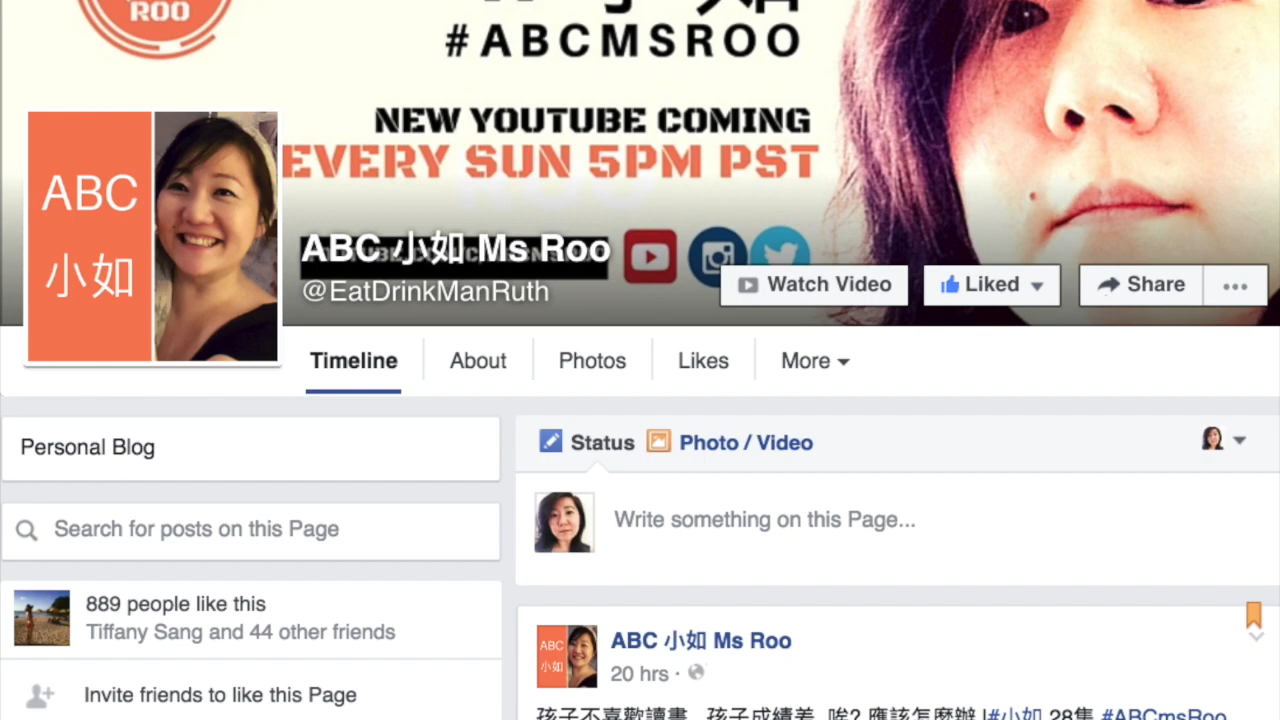 ROO
#ABCMSROO
NEW YOUTUBE COMING
EVERY SUN 5PM PST
ABC
小如
ABC 小如 Ms Roo
@EatDrinkManRuth
Watch Video
Liked
Share
Timeline
About
Photos
Likes
More
Personal Blog
Status
Photo / Video
Search for posts on this Page
Write something on this Page...
889 people like this
Tiffany Sang and 44 other friends
ABC
小如
ABC 小如 Ms Roo
20 hrs
Invite friends to like this Page
孩子不喜歡讀書, 孩子成績差, 唉? 應該怎麼辦 !#小如 28集 #ABCmsRoo